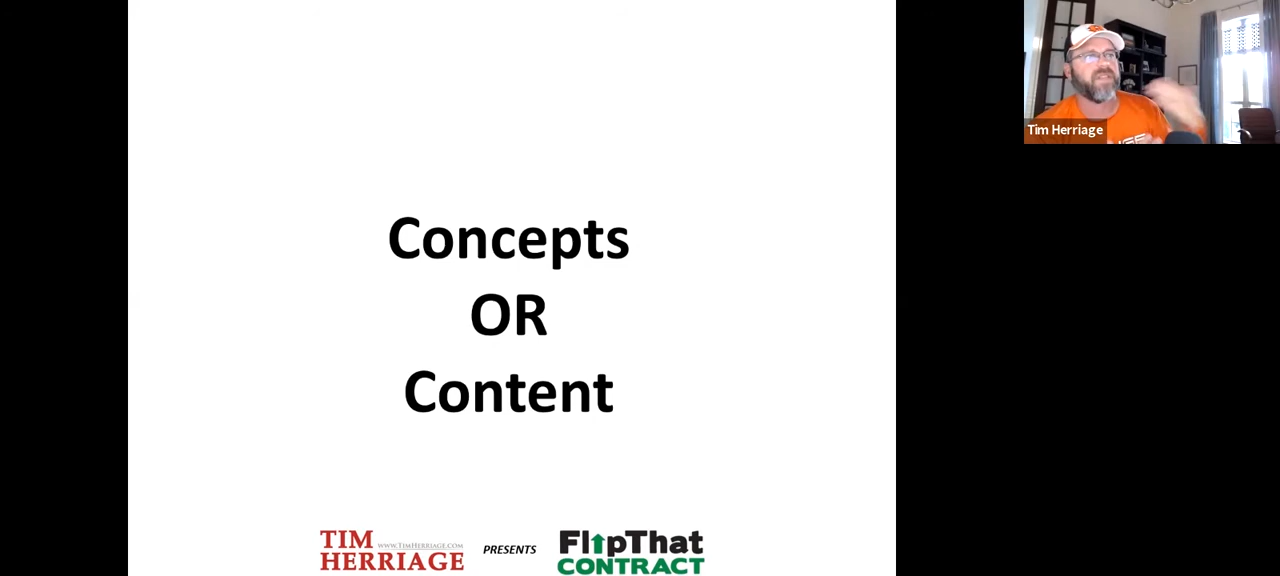 Concepts
OR
Content
TIM
HERRIAGE
WWW.TIMHERRIAGE.COM
PRESENTS
FlipThat
CONTRACT
Tim Herriage